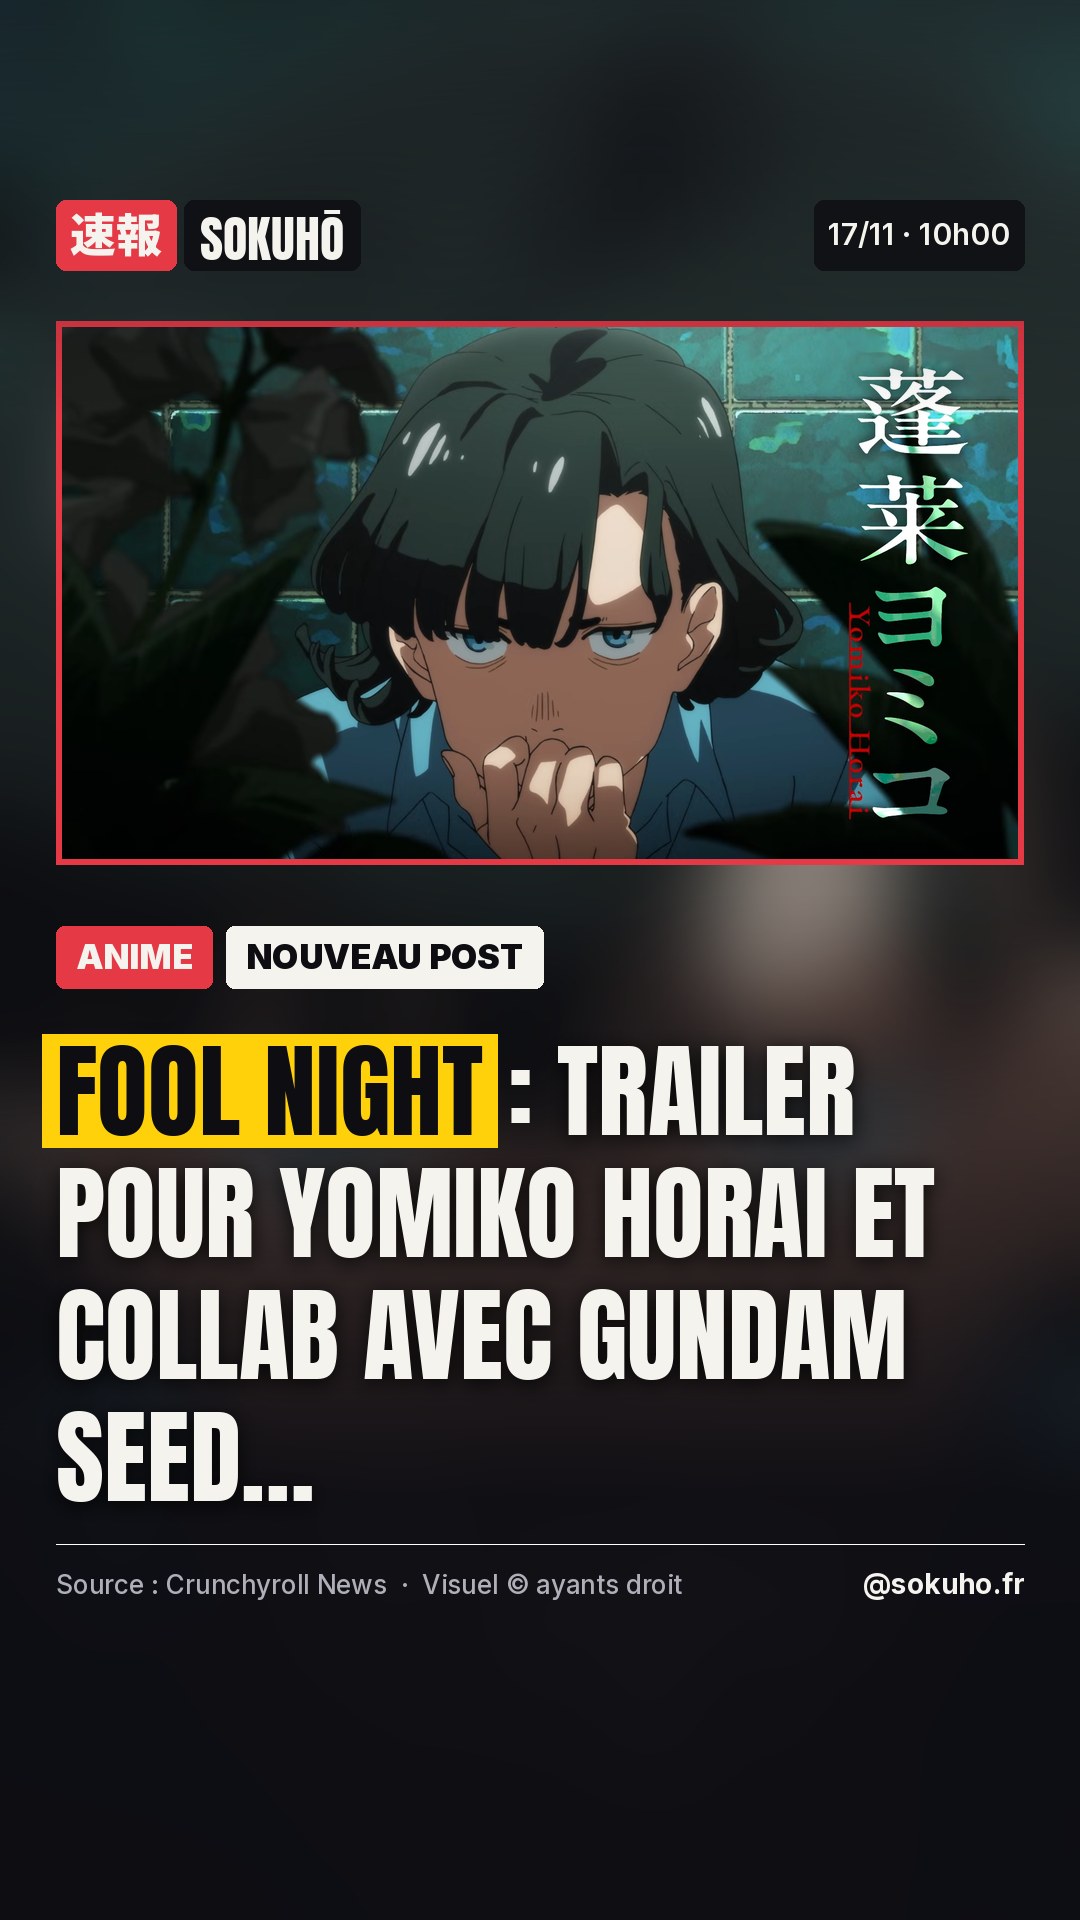 速報 SOKUHŌ 17/11 · 10h00
蓬莱ヨミコ
Yomiko Horai
ANIME NOUVEAU POST
FOOL NIGHT : TRAILER
POUR YOMIKO HORAI ET
COLLAB AVEC GUNDAM
SEED...
Source : Crunchyroll News · Visuel © ayants droit @sokuho.fr